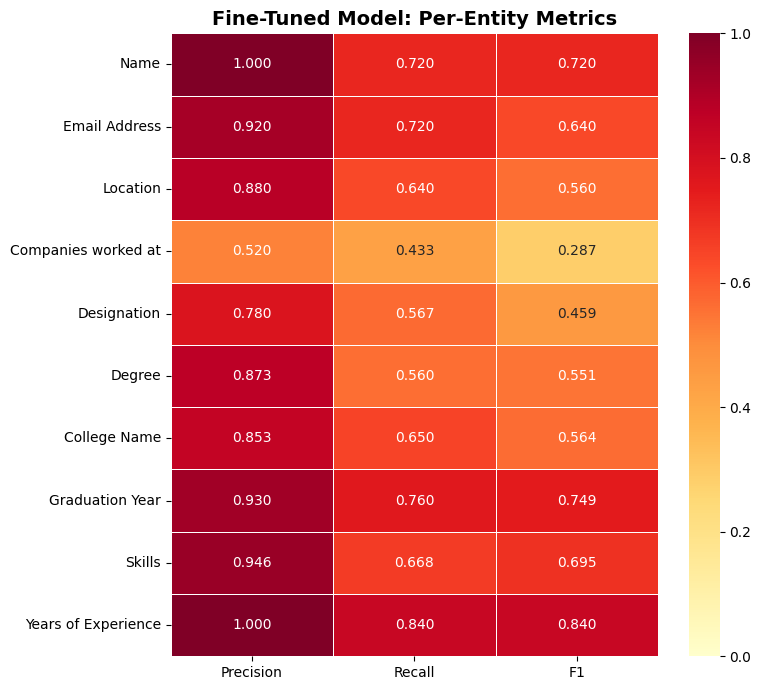 Fine-Tuned Model: Per-Entity Metrics
Name 1.000 0.720 0.720
Email Address 0.920 0.720 0.640
Location 0.880 0.640 0.560
Companies worked at 0.520 0.433 0.287
Designation 0.780 0.567 0.459
Degree 0.873 0.560 0.551
College Name 0.853 0.650 0.564
Graduation Year 0.930 0.760 0.749
Skills 0.946 0.668 0.695
Years of Experience 1.000 0.840 0.840
Precision Recall F1
1.0
0.8
0.6
0.4
0.2
0.0